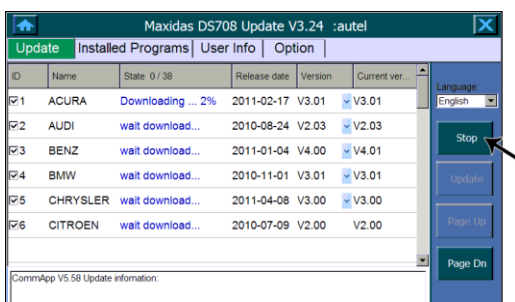 Maxidas DS708 Update V3.24 :autel
Update Installed Programs User Info Option
ID Name State 0 / 38 Release date Version Current ver...
1 ACURA Downloading ... 2% 2011-02-17 V3.01 V3.01
2 AUDI wait download... 2010-08-24 V2.03 V2.03
3 BENZ wait download... 2011-01-04 V4.00 V4.01
4 BMW wait download... 2010-11-01 V3.01 V3.01
5 CHRYSLER wait download... 2011-04-08 V3.00 V3.00
6 CITROEN wait download... 2010-07-09 V2.00 V2.00
Language:
English
Stop
Update
Page Up
Page Dn
CommApp V5.58 Update infomation: